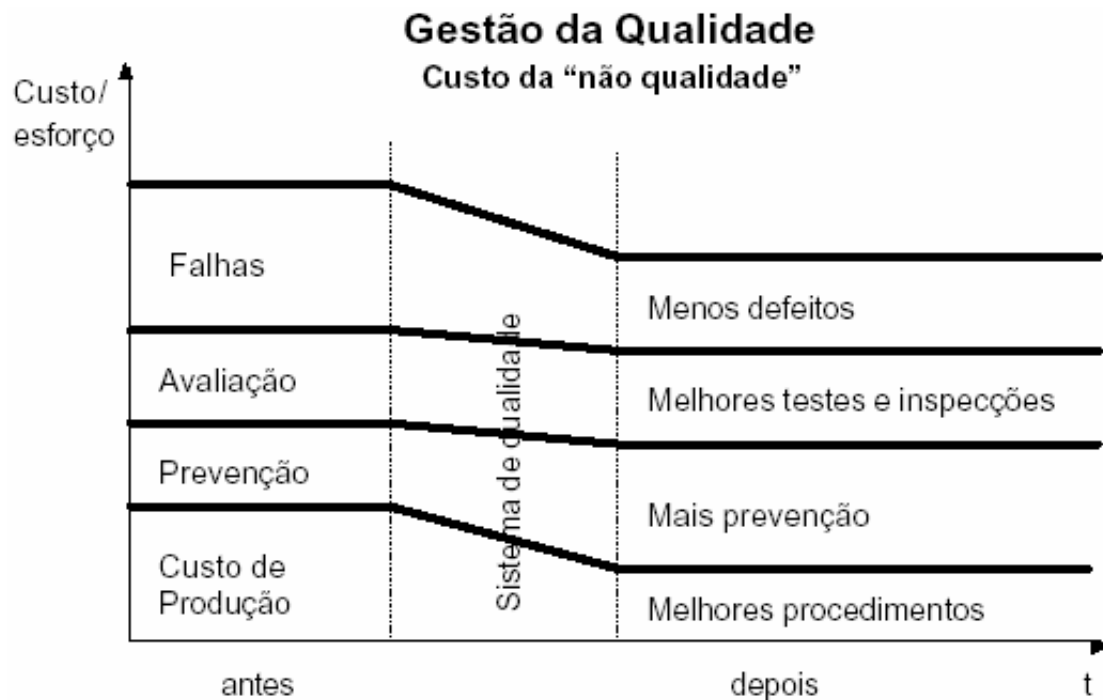 Gestão da Qualidade
Custo da “não qualidade”
Custo/
esforço
Falhas
Avaliação
Prevenção
Custo de
Produção
Sistema de qualidade
Menos defeitos
Melhores testes e inspecções
Mais prevenção
Melhores procedimentos
antes
depois
t